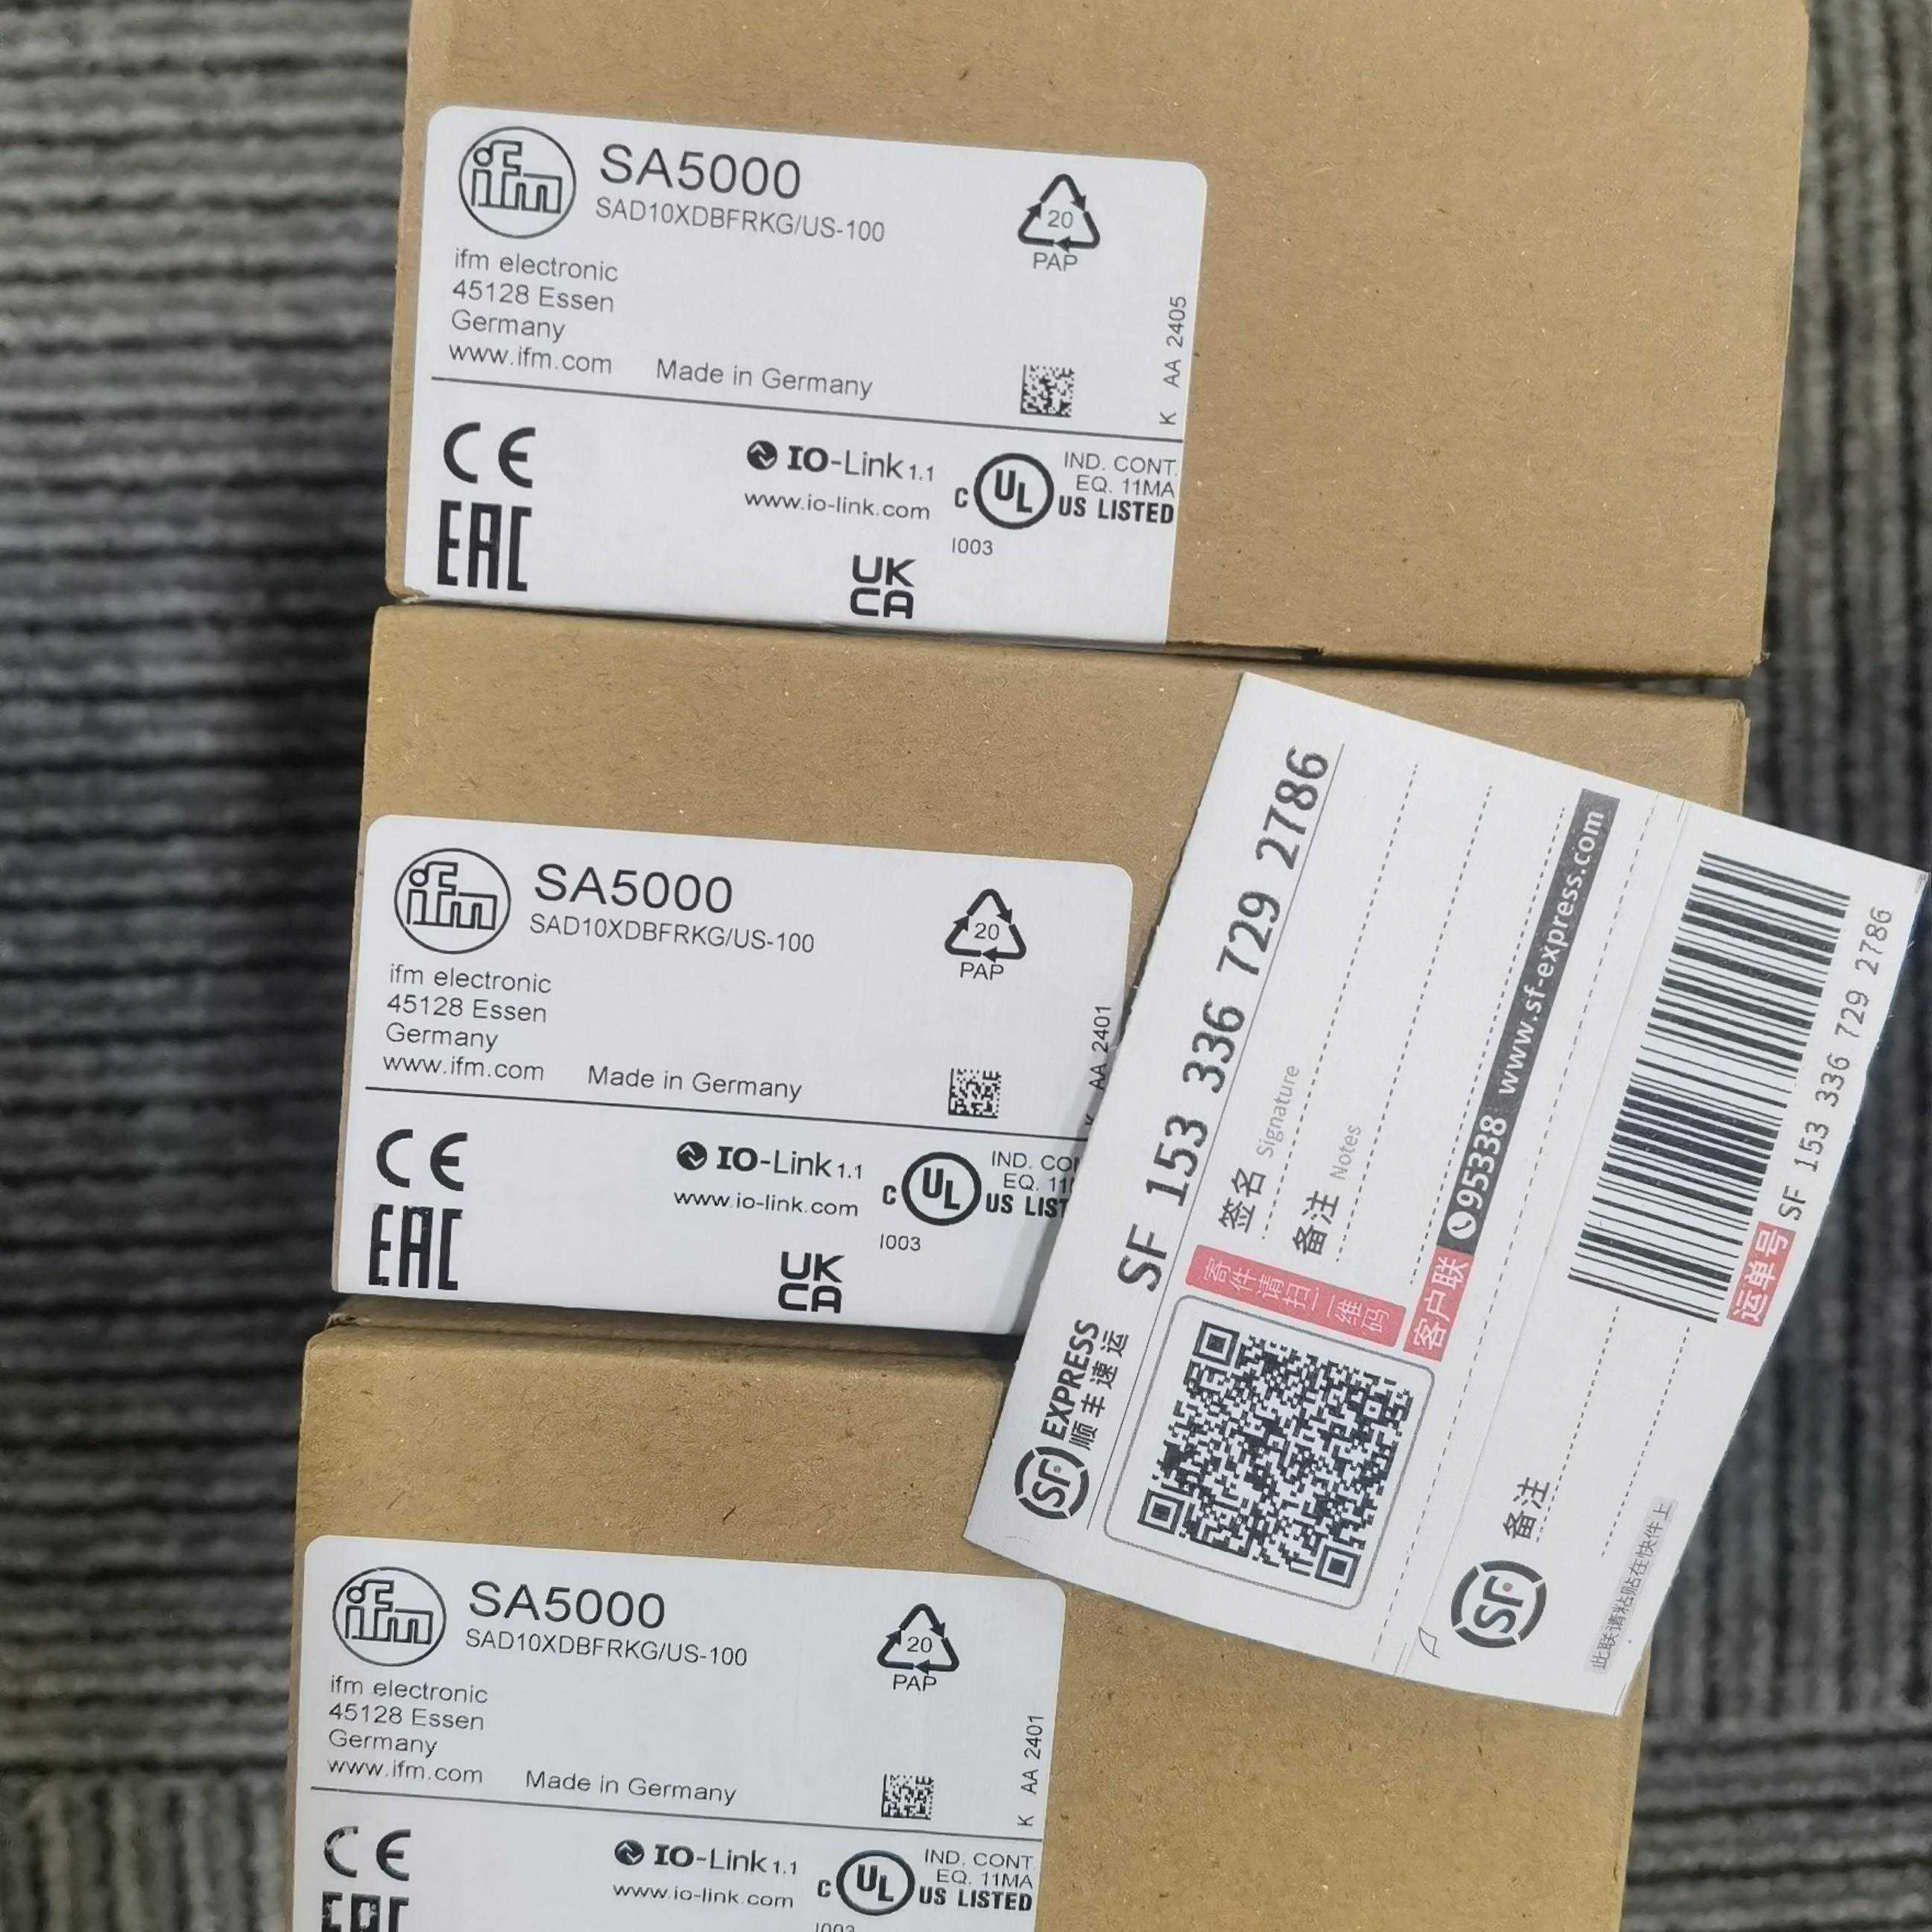 ifm
SA5000
SAD10XDBFRKG/US-100
20
PAP
ifm electronic
45128 Essen
Germany
www.ifm.com
Made in Germany
K AA 2405
CE
IO-Link 1.1
www.io-link.com
C UL US LISTED
IND. CONT.
EQ. 11MA
I003
EAC
UK
CA
ifm
SA5000
SAD10XDBFRKG/US-100
20
PAP
ifm electronic
45128 Essen
Germany
www.ifm.com
Made in Germany
K AA 2401
CE
IO-Link 1.1
www.io-link.com
C UL US LIST
IND. CO
EQ. 11
I003
EAC
UK
CA
SF EXPRESS
顺丰速运
SF 153 336 729 2786
签名 Signature
备注 Notes
寄件请扫二维码
客户联
95338 www.sf-express.com
SF
备注
运单号
SF 153 336 729 2786
此联请粘贴在快件上
ifm
SA5000
SAD10XDBFRKG/US-100
20
PAP
ifm electronic
45128 Essen
Germany
www.ifm.com
Made in Germany
K AA 2401
CE
IO-Link 1.1
www.io-link.com
C UL US LISTED
IND. CONT.
EQ. 11MA
I003
EAC